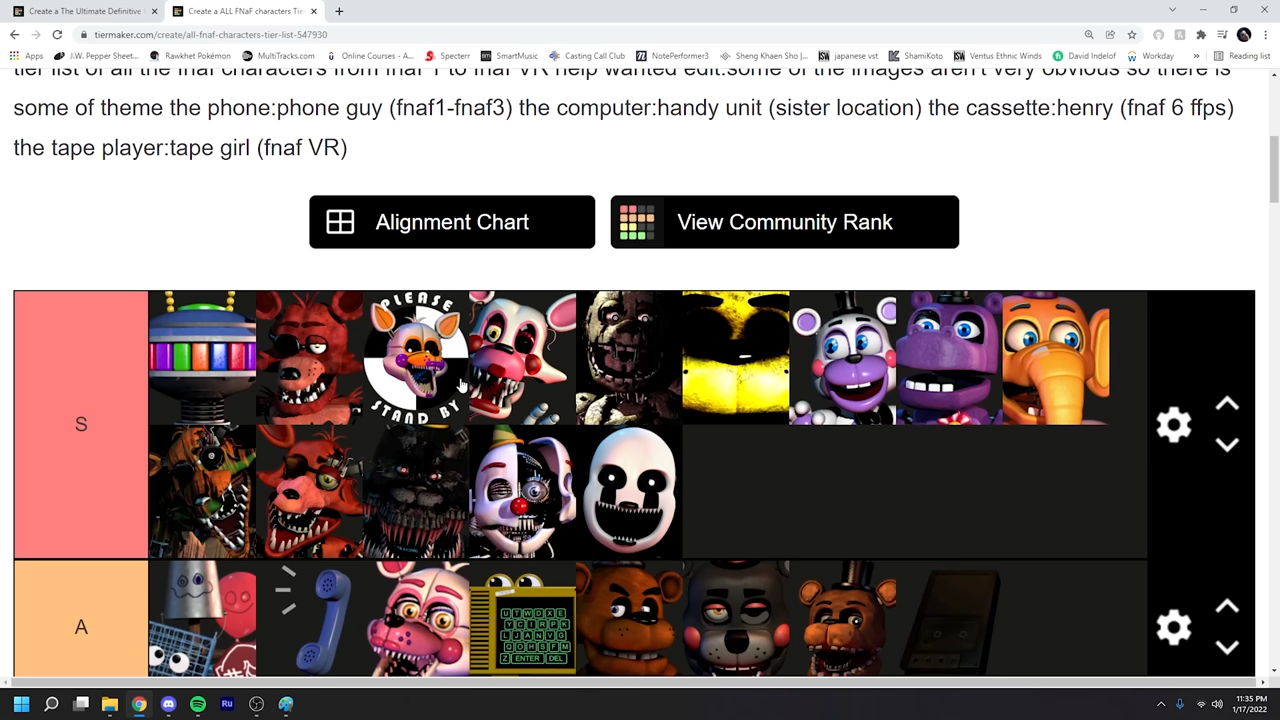 Create a The Ultimate Definitive
Create a ALL FNaF characters Tier
tiermaker.com/create/all-fnaf-characters-tier-list-547930
Apps
J.W. Pepper Sheet...
Rawkhet Pokémon
MultiTracks.com
Online Courses - A...
Specterr
SmartMusic
Casting Call Club
NotePerformer3
Sheng Khaen Sho |...
japanese vst
ShamiKoto
Ventus Ethnic Winds
David Indelof
Workday
Reading list
tier list of all the fnaf characters from fnaf 1 to fnaf VR help wanted edit:some of the images aren't very obvious so there is
some of theme the phone:phone guy (fnaf1-fnaf3) the computer:handy unit (sister location) the cassette:henry (fnaf 6 ffps)
the tape player:tape girl (fnaf VR)
Alignment Chart
View Community Rank
S
PLEASE
STAND BY
A
U T W D X E
Y C I R P K
L J A N V G
Q O H S F M
Z ENTER DEL
Ru
11:35 PM
1/17/2022